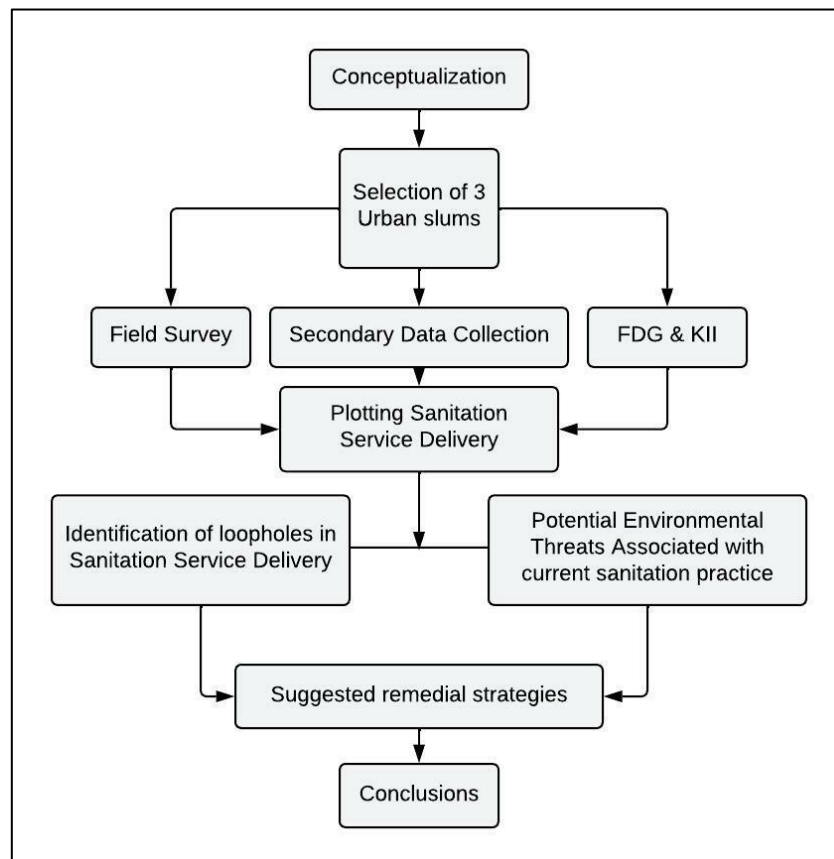 Conceptualization
Selection of 3
Urban slums
Field Survey
Secondary Data Collection
FDG & KII
Plotting Sanitation
Service Delivery
Identification of loopholes in
Sanitation Service Delivery
Potential Environmental
Threats Associated with
current sanitation practice
Suggested remedial strategies
Conclusions